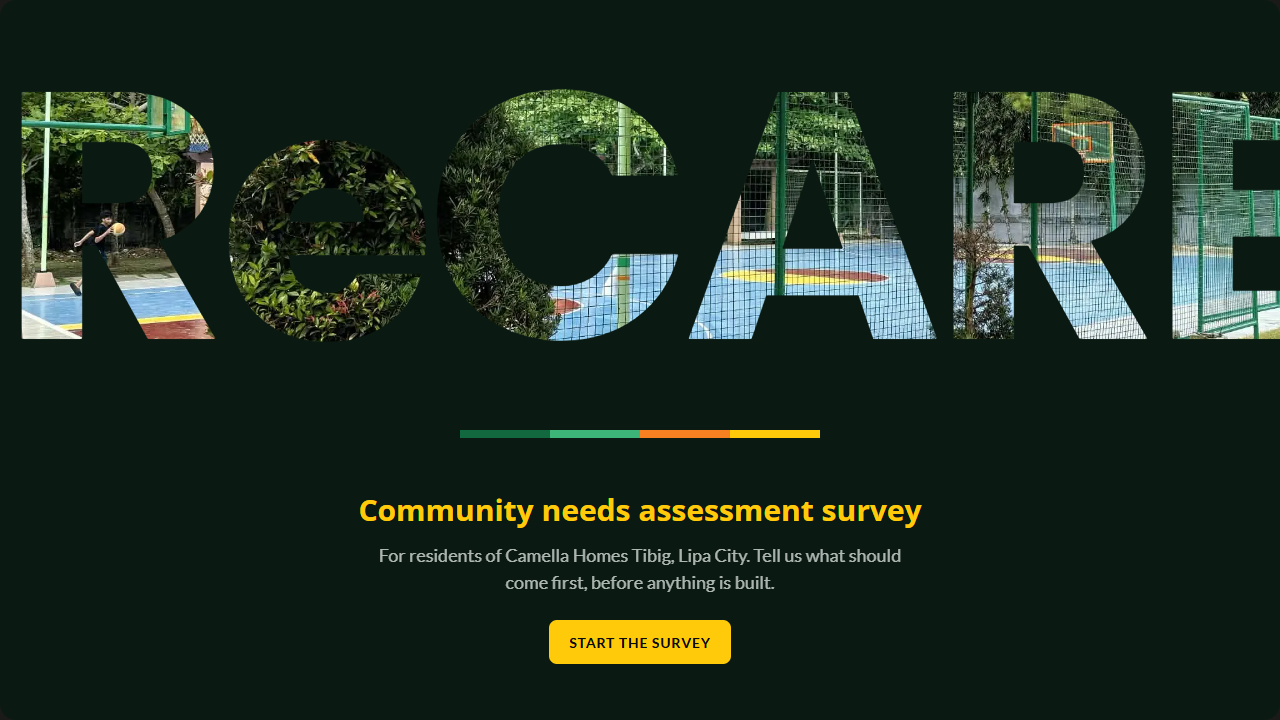 ReCARE
Community needs assessment survey
For residents of Camella Homes Tibig, Lipa City. Tell us what should
come first, before anything is built.
START THE SURVEY